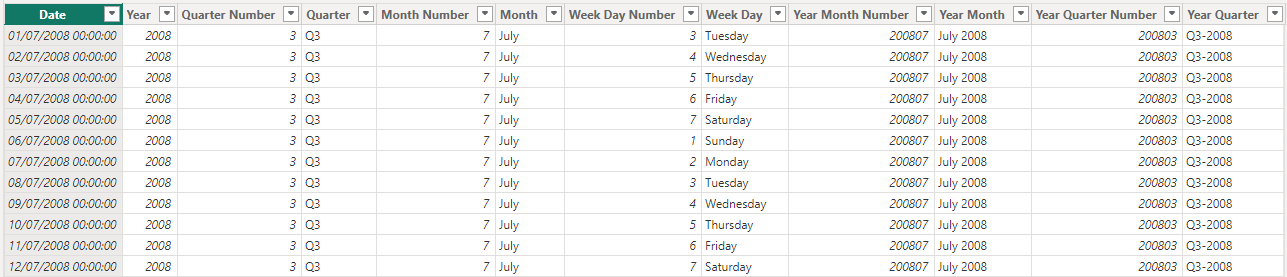 Date Year Quarter Number Quarter Month Number Month Week Day Number Week Day Year Month Number Year Month Year Quarter Number Year Quarter
01/07/2008 00:00:00 2008 3 Q3 7 July 3 Tuesday 200807 July 2008 200803 Q3-2008
02/07/2008 00:00:00 2008 3 Q3 7 July 4 Wednesday 200807 July 2008 200803 Q3-2008
03/07/2008 00:00:00 2008 3 Q3 7 July 5 Thursday 200807 July 2008 200803 Q3-2008
04/07/2008 00:00:00 2008 3 Q3 7 July 6 Friday 200807 July 2008 200803 Q3-2008
05/07/2008 00:00:00 2008 3 Q3 7 July 7 Saturday 200807 July 2008 200803 Q3-2008
06/07/2008 00:00:00 2008 3 Q3 7 July 1 Sunday 200807 July 2008 200803 Q3-2008
07/07/2008 00:00:00 2008 3 Q3 7 July 2 Monday 200807 July 2008 200803 Q3-2008
08/07/2008 00:00:00 2008 3 Q3 7 July 3 Tuesday 200807 July 2008 200803 Q3-2008
09/07/2008 00:00:00 2008 3 Q3 7 July 4 Wednesday 200807 July 2008 200803 Q3-2008
10/07/2008 00:00:00 2008 3 Q3 7 July 5 Thursday 200807 July 2008 200803 Q3-2008
11/07/2008 00:00:00 2008 3 Q3 7 July 6 Friday 200807 July 2008 200803 Q3-2008
12/07/2008 00:00:00 2008 3 Q3 7 July 7 Saturday 200807 July 2008 200803 Q3-2008